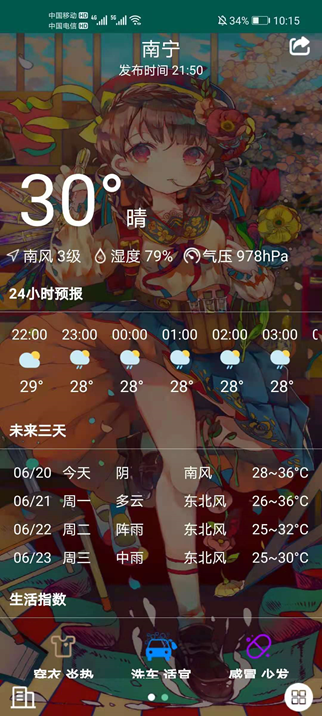 中国移动 HD 4G 5G 34% 10:15
中国电信 HD
南宁
发布时间 21:50
30°
晴
南风 3级 湿度 79% 气压 978hPa
24小时预报
22:00 23:00 00:00 01:00 02:00 03:00
29° 28° 28° 28° 28° 28°
未来三天
06/20 今天 阴 南风 28~36°C
06/21 周一 多云 东北风 26~36°C
06/22 周二 阵雨 东北风 25~32°C
06/23 周三 中雨 东北风 25~30°C
生活指数
穿衣 炎热 洗车 适宜 感冒 少发